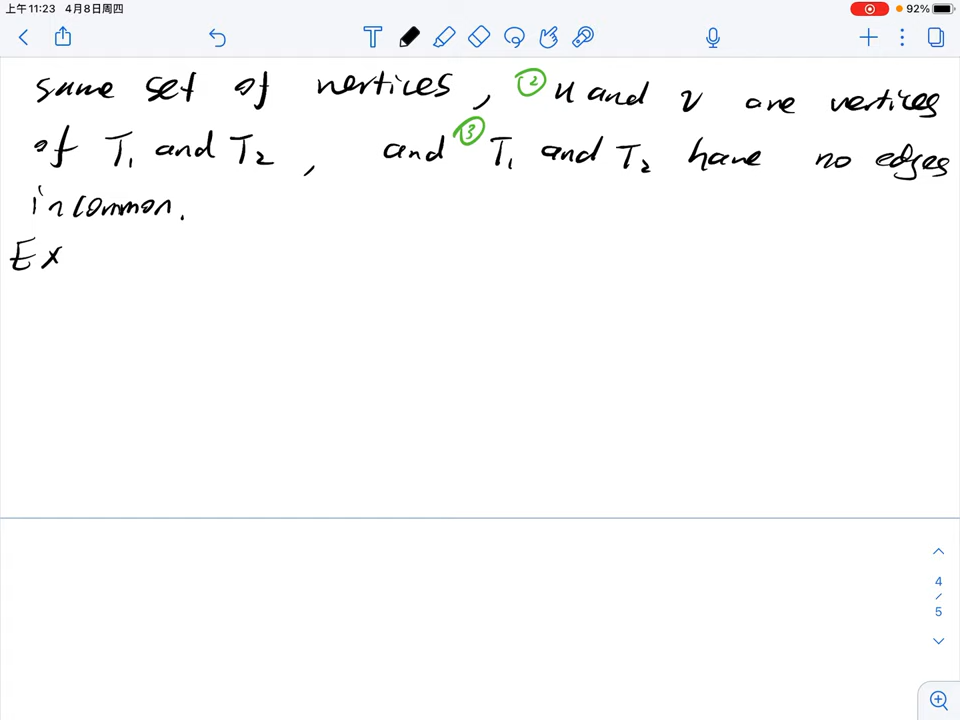 上午11:23 4月8日周四 92%
same set of vertices, ② u and v are vertices
of T₁ and T₂, and ③ T₁ and T₂ have no edges
in common.
Ex
4
/
5